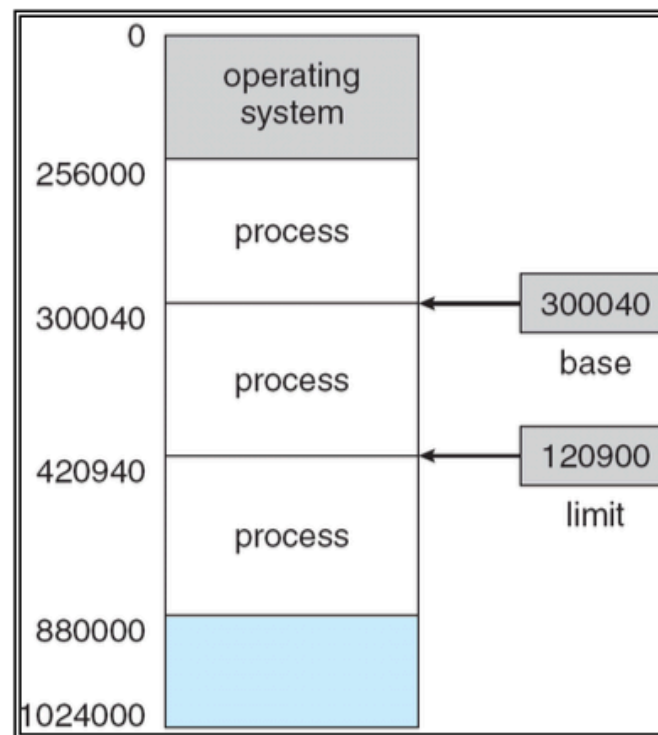 0
operating
system
256000
process
300040
300040
base
process
420940
120900
limit
process
880000
1024000